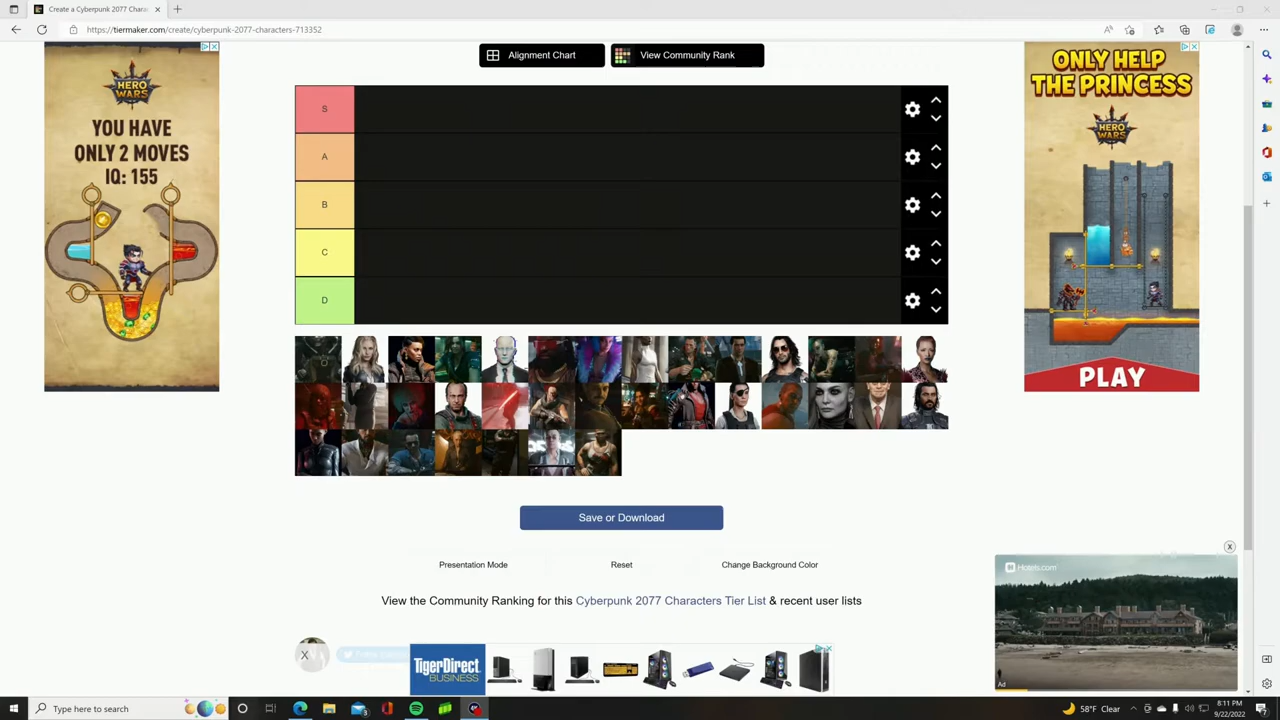 Create a Cyberpunk 2077 Chara
https://tiermaker.com/create/cyberpunk-2077-characters-713352
Alignment Chart
View Community Rank
HERO WARS
YOU HAVE
ONLY 2 MOVES
IQ: 155
ONLY HELP
THE PRINCESS
HERO WARS
PLAY
S
A
B
C
D
Save or Download
Presentation Mode
Reset
Change Background Color
View the Community Ranking for this Cyberpunk 2077 Characters Tier List & recent user lists
X
Hotels.com
Ad
X
TigerDirect
BUSINESS
Type here to search
58°F Clear
8:11 PM
9/22/2022